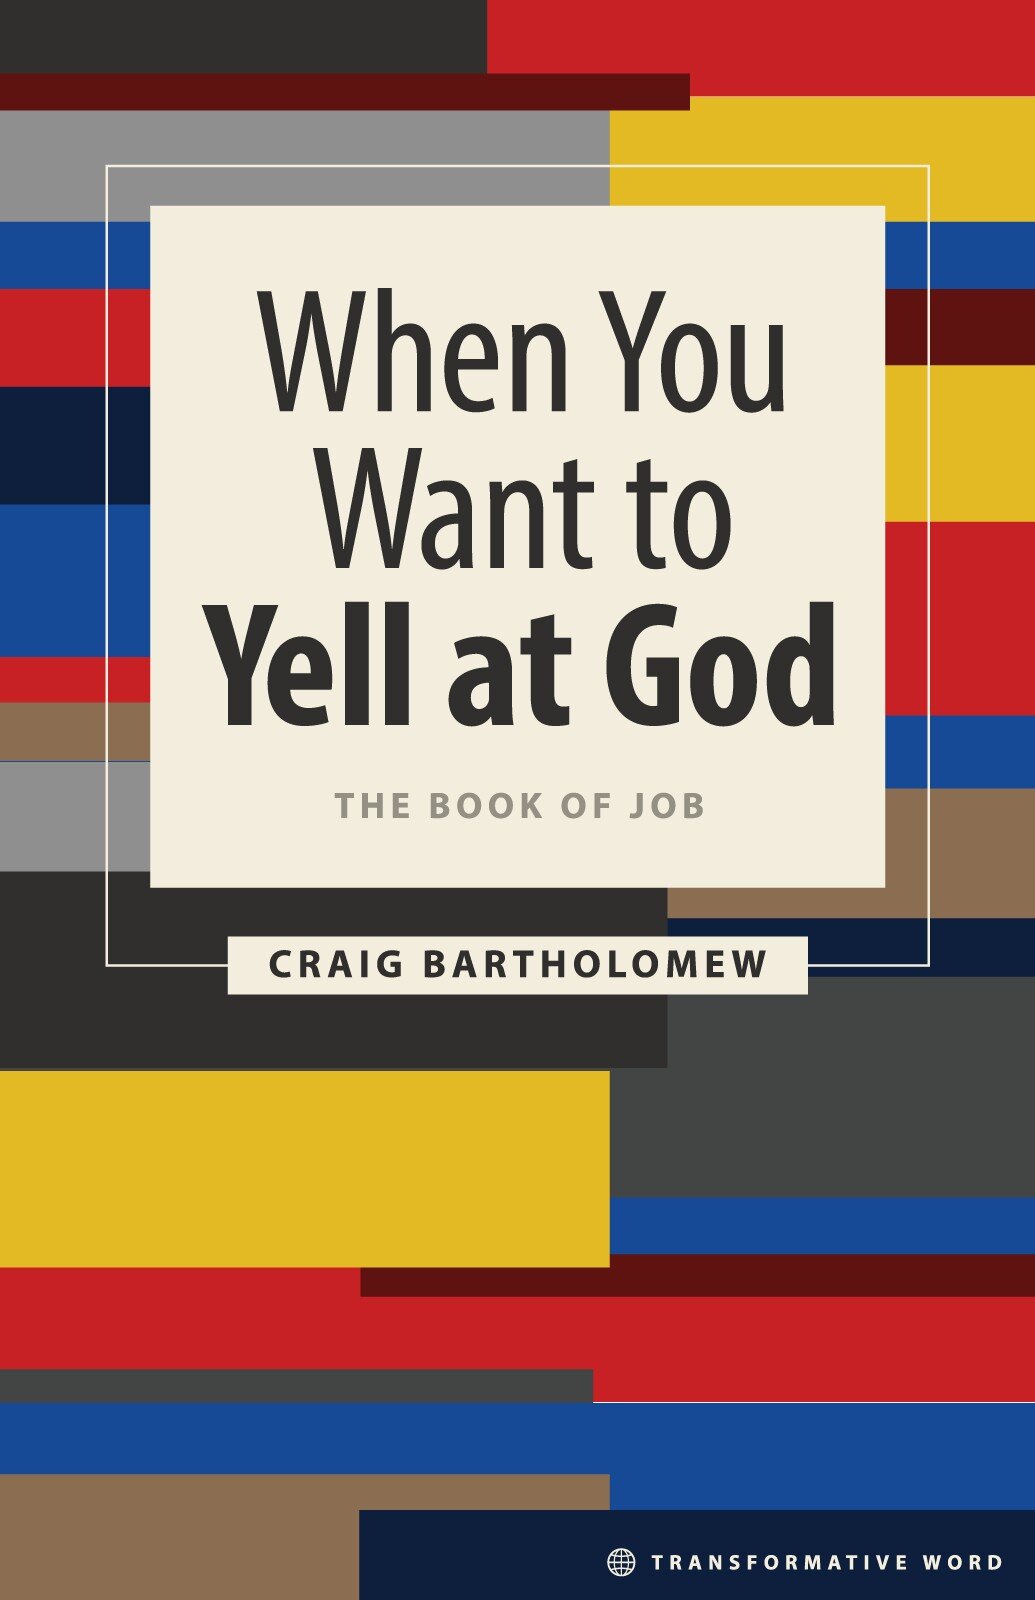 When You
Want to
Yell at God
THE BOOK OF JOB
CRAIG BARTHOLOMEW
TRANSFORMATIVE WORD